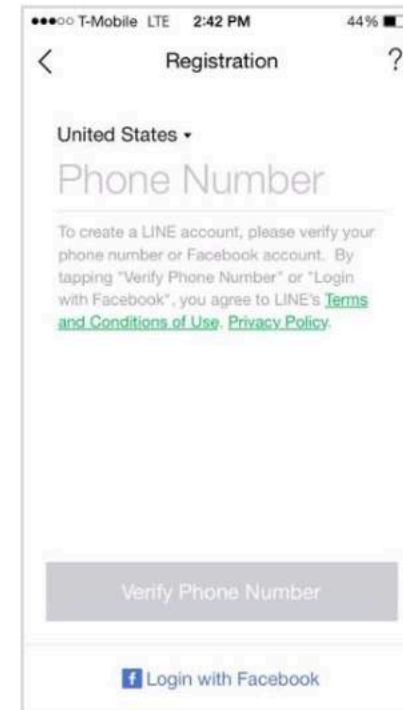 T-Mobile LTE 2:42 PM 44%
Registration ?
United States
Phone Number
To create a LINE account, please verify your
phone number or Facebook account. By
tapping "Verify Phone Number" or "Login
with Facebook", you agree to LINE's Terms
and Conditions of Use. Privacy Policy.
Verify Phone Number
f Login with Facebook